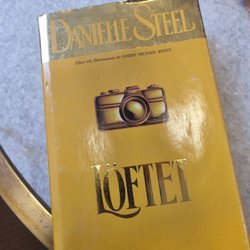 DANIELLE STEEL
Efter ett filmmanus av GARRY MICHAEL WHITE
LÖFTET